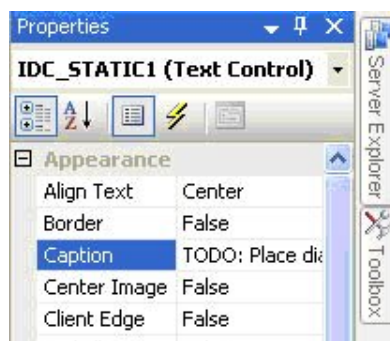 Properties
IDC_STATIC1 (Text Control)
Appearance
Align Text Center
Border False
Caption TODO: Place dia
Center Image False
Client Edge False
Server Explorer
Toolbox